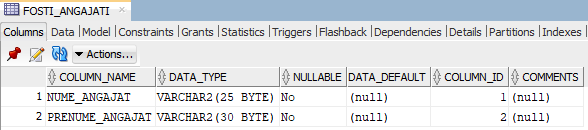 FOSTI_ANGAJATI
Columns Data Model Constraints Grants Statistics Triggers Flashback Dependencies Details Partitions Indexes
Actions...
COLUMN_NAME DATA_TYPE NULLABLE DATA_DEFAULT COLUMN_ID COMMENTS
1 NUME_ANGAJAT VARCHAR2(25 BYTE) No (null) 1 (null)
2 PRENUME_ANGAJAT VARCHAR2(30 BYTE) No (null) 2 (null)